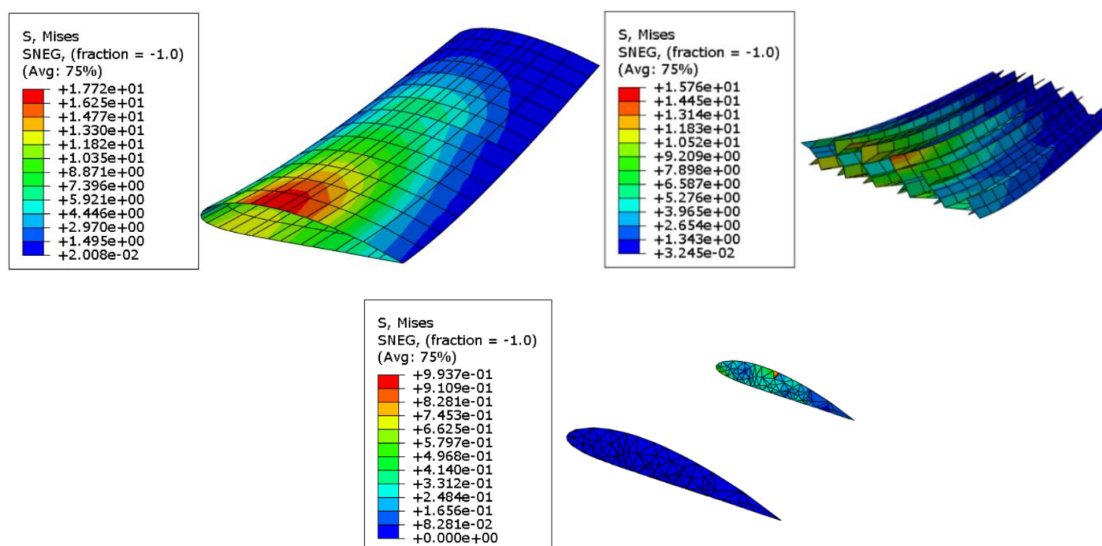 S, Mises
SNEG, (fraction = -1.0)
(Avg: 75%)
+1.772e+01
+1.625e+01
+1.477e+01
+1.330e+01
+1.182e+01
+1.035e+01
+8.871e+00
+7.396e+00
+5.921e+00
+4.446e+00
+2.970e+00
+1.495e+00
+2.008e-02
S, Mises
SNEG, (fraction = -1.0)
(Avg: 75%)
+1.576e+01
+1.445e+01
+1.314e+01
+1.183e+01
+1.052e+01
+9.209e+00
+7.898e+00
+6.587e+00
+5.276e+00
+3.965e+00
+2.654e+00
+1.343e+00
+3.245e-02
S, Mises
SNEG, (fraction = -1.0)
(Avg: 75%)
+9.937e-01
+9.109e-01
+8.281e-01
+7.453e-01
+6.625e-01
+5.797e-01
+4.968e-01
+4.140e-01
+3.312e-01
+2.484e-01
+1.656e-01
+8.281e-02
+0.000e+00